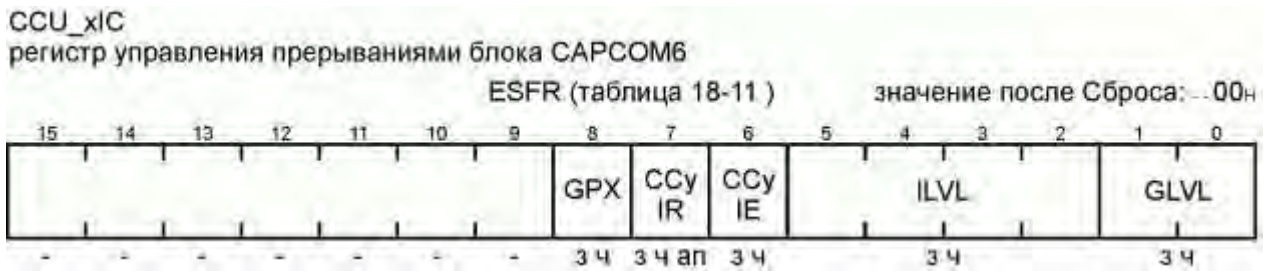 CCU_xIC
регистр управления прерываниями блока CAPCOM6
ESFR (таблица 18-11 ) значение после Сброса: --00н
15 14 13 12 11 10 9 8 7 6 5 4 3 2 1 0
GPX CCy IR CCy IE ILVL GLVL
- - - - - - - з ч з ч ап з ч з ч з ч